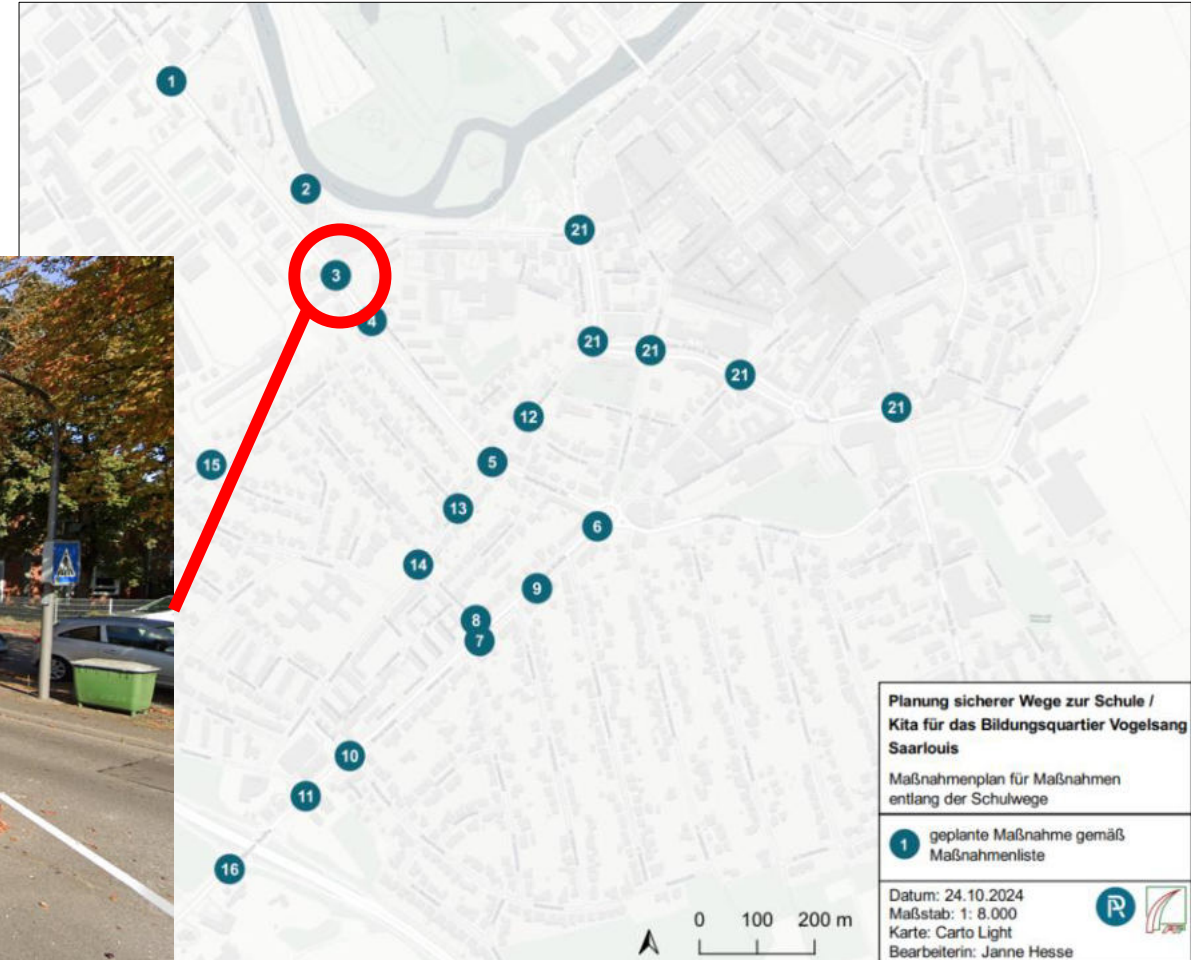 1
2
21
3
4
21
21
21
21
12
5
15
13
6
14
9
8
7
10
11
16
Planung sicherer Wege zur Schule /
Kita für das Bildungsquartier Vogelsang
Saarlouis
Maßnahmenplan für Maßnahmen
entlang der Schulwege
1 geplante Maßnahme gemäß
Maßnahmenliste
Datum: 24.10.2024
Maßstab: 1: 8.000
Karte: Carto Light
Bearbeiterin: Janne Hesse
0 100 200 m